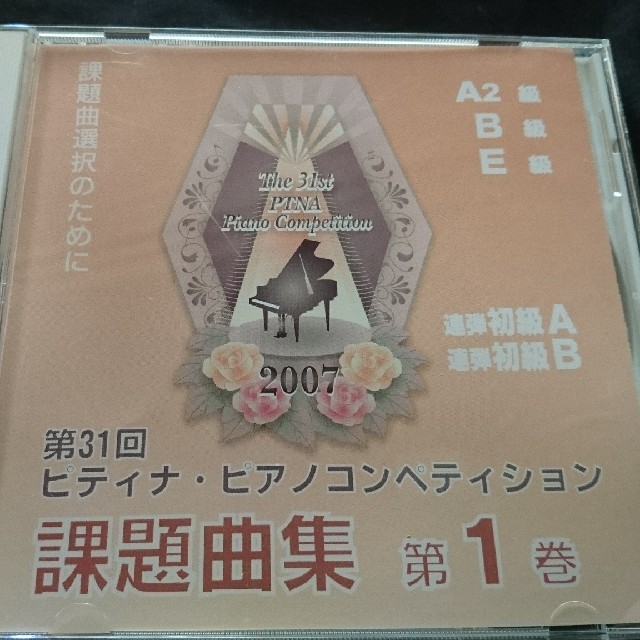 課題曲選択のために
A2 級
B 級
E 級
The 31st
PTNA
Piano Competition
2007
連弾初級A
連弾初級B
第31回
ピティナ・ピアノコンペティション
課題曲集 第1巻